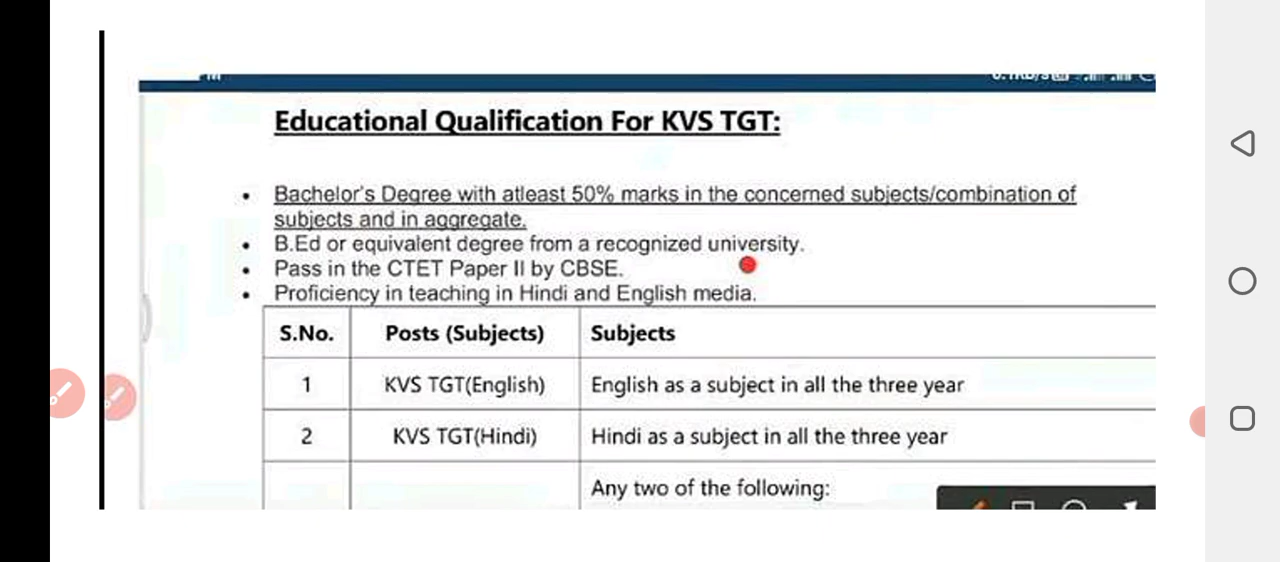 Educational Qualification For KVS TGT:
• Bachelor's Degree with atleast 50% marks in the concerned subjects/combination of
subjects and in aggregate.
• B.Ed or equivalent degree from a recognized university.
• Pass in the CTET Paper II by CBSE.
• Proficiency in teaching in Hindi and English media.
S.No. Posts (Subjects) Subjects
1 KVS TGT(English) English as a subject in all the three year
2 KVS TGT(Hindi) Hindi as a subject in all the three year
Any two of the following: